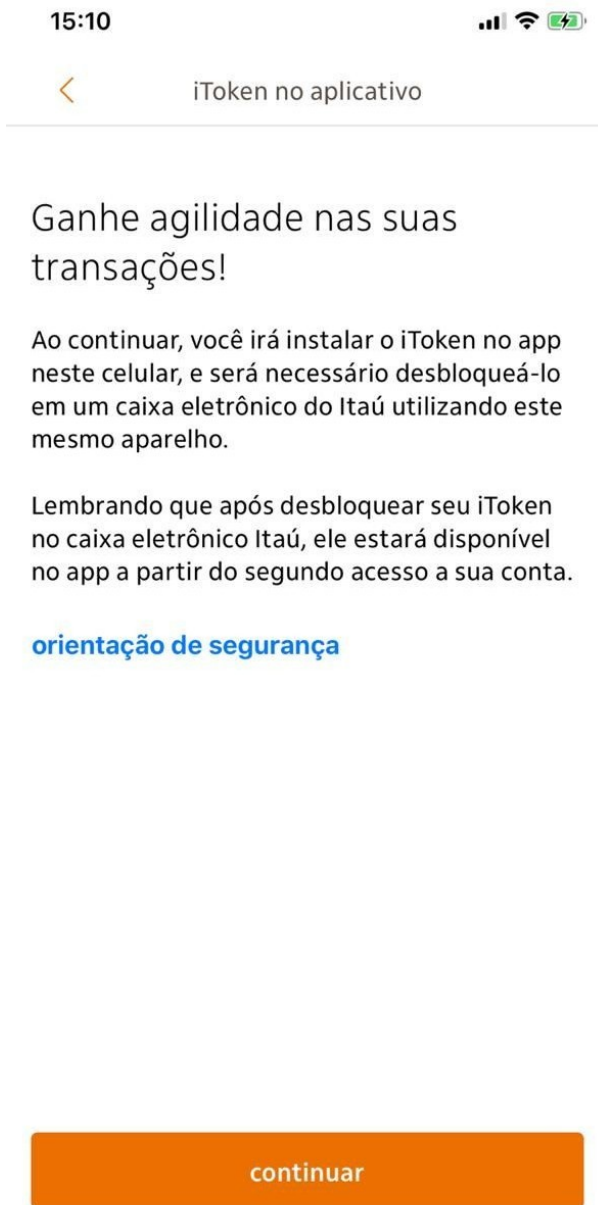 15:10
iToken no aplicativo
Ganhe agilidade nas suas
transações!
Ao continuar, você irá instalar o iToken no app
neste celular, e será necessário desbloqueá-lo
em um caixa eletrônico do Itaú utilizando este
mesmo aparelho.
Lembrando que após desbloquear seu iToken
no caixa eletrônico Itaú, ele estará disponível
no app a partir do segundo acesso a sua conta.
orientação de segurança
continuar